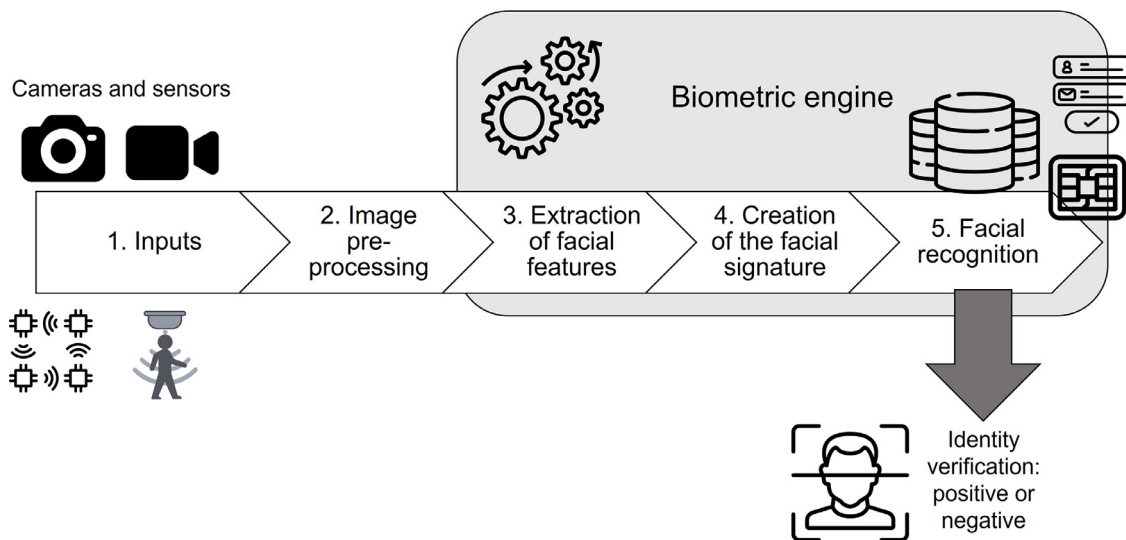 Cameras and sensors
Biometric engine
1. Inputs
2. Image
pre-
processing
3. Extraction
of facial
features
4. Creation
of the facial
signature
5. Facial
recognition
Identity
verification:
positive or
negative